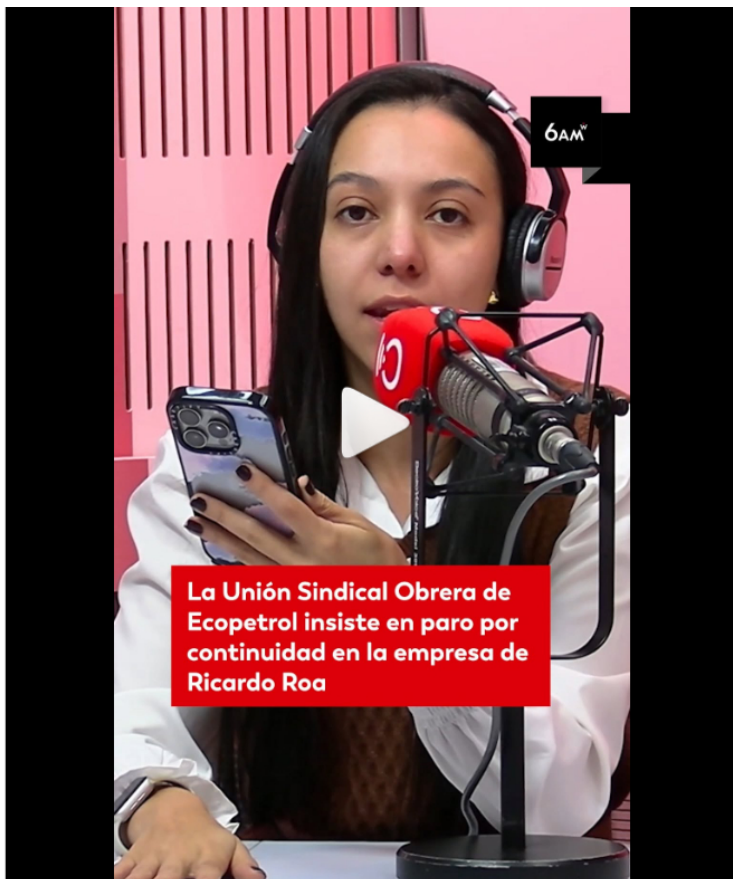 6AM
W
La Unión Sindical Obrera de
Ecopetrol insiste en paro por
continuidad en la empresa de
Ricardo Roa